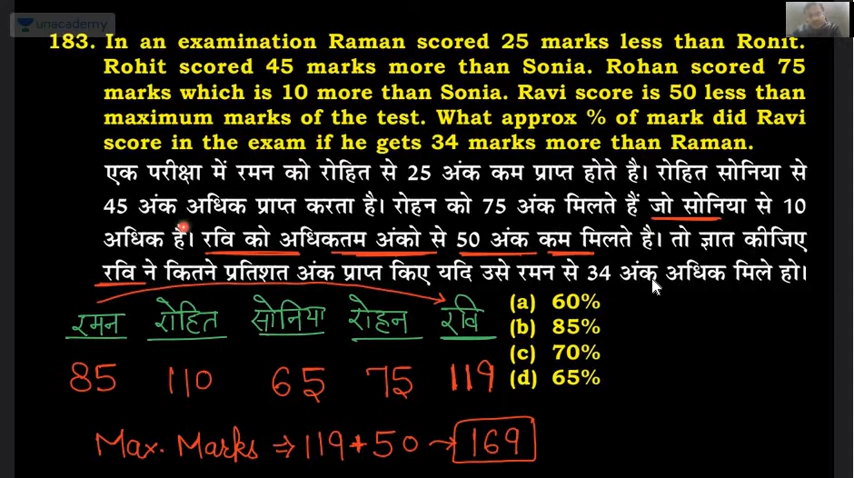 unacademy
183. In an examination Raman scored 25 marks less than Rohit.
Rohit scored 45 marks more than Sonia. Rohan scored 75
marks which is 10 more than Sonia. Ravi score is 50 less than
maximum marks of the test. What approx % of mark did Ravi
score in the exam if he gets 34 marks more than Raman.
एक परीक्षा में रमन को रोहित से 25 अंक कम प्राप्त होते है। रोहित सोनिया से
45 अंक अधिक प्राप्त करता है। रोहन को 75 अंक मिलते हैं जो सोनिया से 10
अधिक है। रवि को अधिकतम अंको से 50 अंक कम मिलते है। तो ज्ञात कीजिए
रवि ने कितने प्रतिशत अंक प्राप्त किए यदि उसे रमन से 34 अंक अधिक मिले हो।
(a) 60%
(b) 85%
(c) 70%
(d) 65%
रमन रोहित सोनिया रोहन रवि
85 110 65 75 119
Max. Marks ⇒ 119+50 → 169